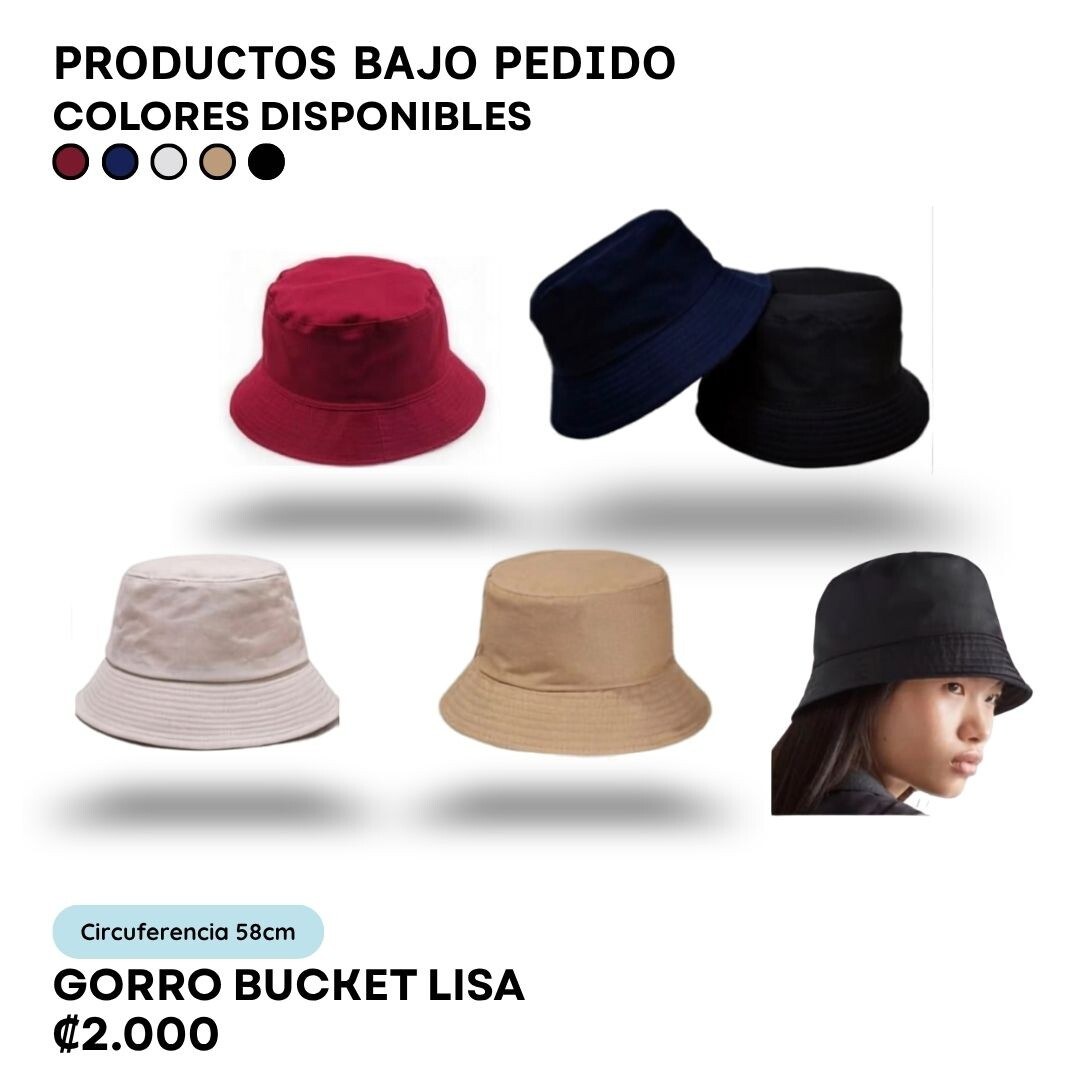 PRODUCTOS BAJO PEDIDO
COLORES DISPONIBLES
Circuferencia 58cm
GORRO BUCKET LISA
₡2.000